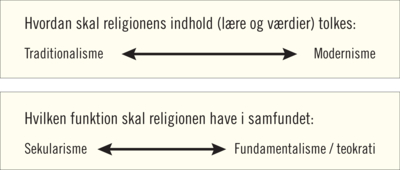 Hvordan skal religionens indhold (lære og værdier) tolkes:
Traditionalisme Modernisme
Hvilken funktion skal religionen have i samfundet:
Sekularisme Fundamentalisme / teokrati